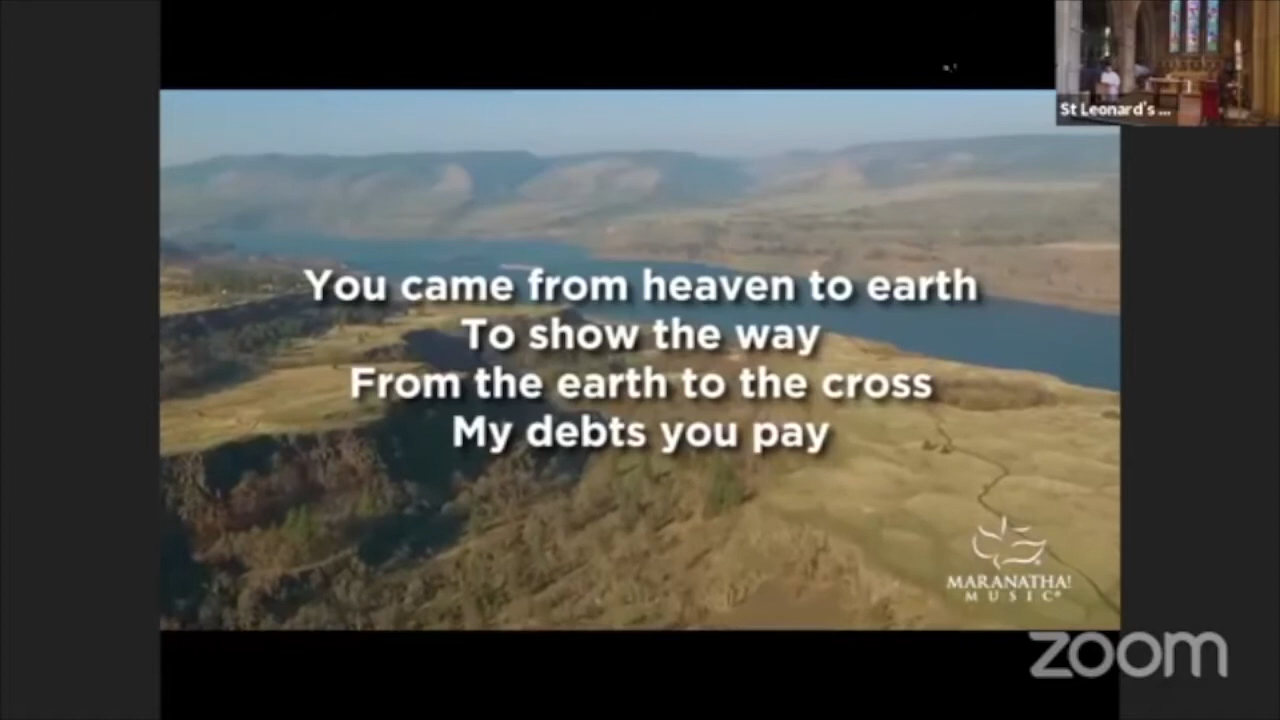 St Leonard's ...
You came from heaven to earth
To show the way
From the earth to the cross
My debts you pay
MARANATHA!
MUSIC®
zoom